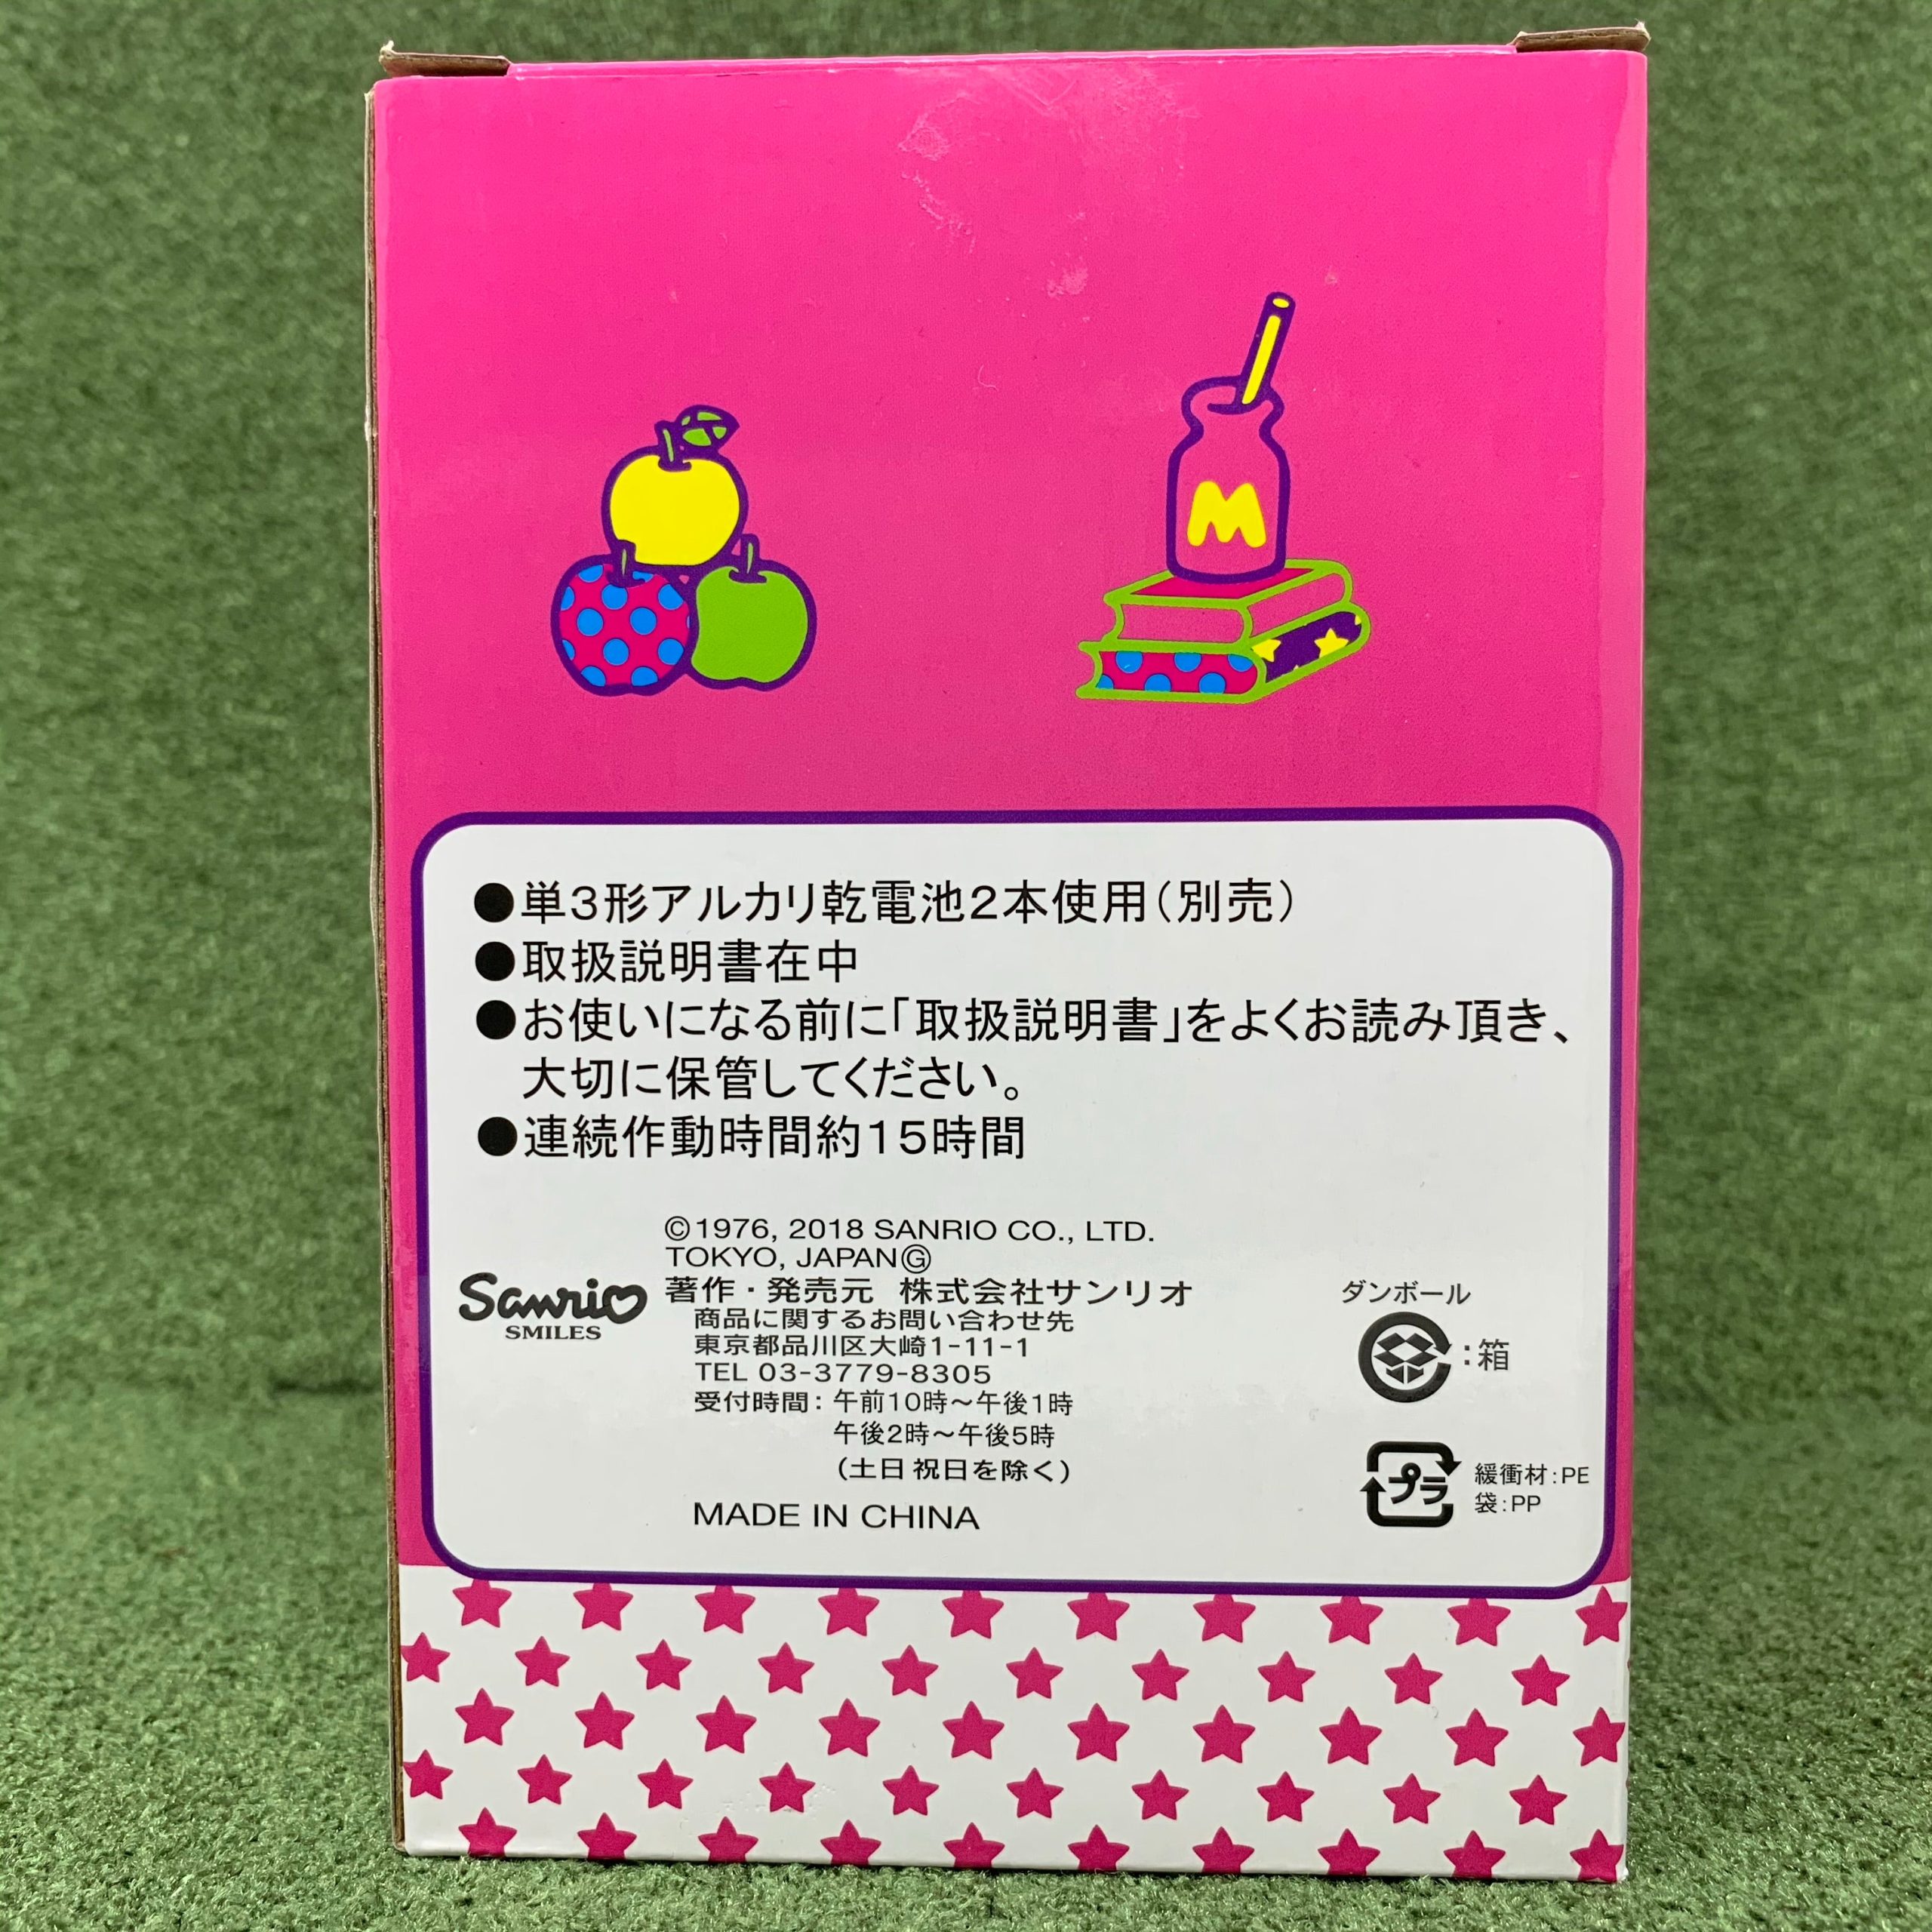 M
●単3形アルカリ乾電池2本使用(別売)
●取扱説明書在中
●お使いになる前に「取扱説明書」をよくお読み頂き、
大切に保管してください。
●連続作動時間約15時間
©1976, 2018 SANRIO CO., LTD.
TOKYO, JAPANⒼ
Sanrio
SMILES
著作・発売元 株式会社サンリオ
商品に関するお問い合わせ先
東京都品川区大崎1-11-1
TEL 03-3779-8305
受付時間:午前10時～午後1時
午後2時～午後5時
(土日祝日を除く)
MADE IN CHINA
ダンボール
:箱
プラ
緩衝材:PE
袋:PP